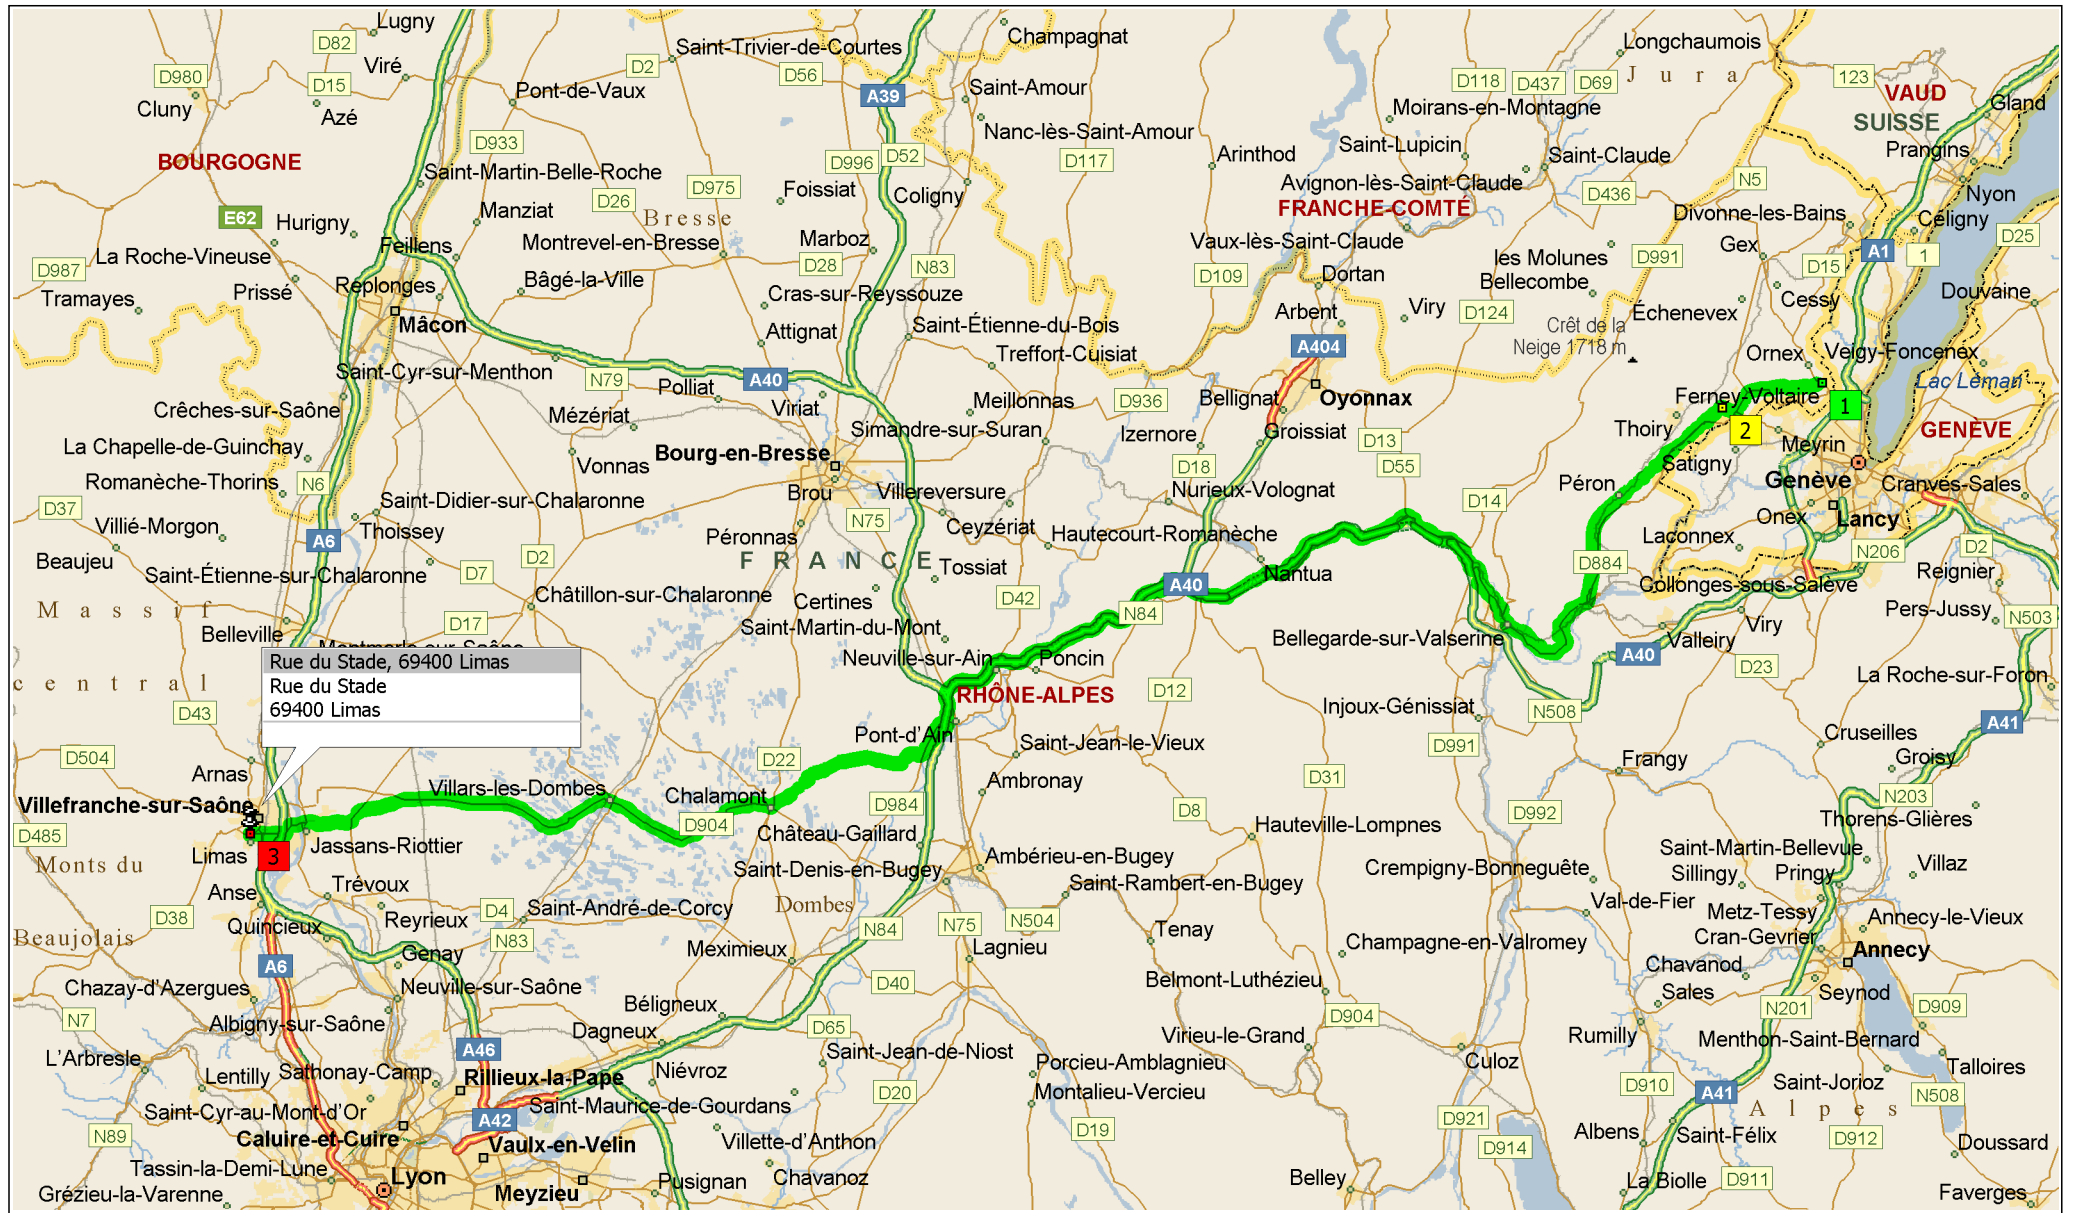 Lugny
D82
Saint-Trivier-de-Courtes
Champagnat
Longchaumois
Viré
D980
D15
D2
D56
A39
Saint-Amour
D118
D437
D69
Jura
123
VAUD
Gland
Cluny
Azé
Pont-de-Vaux
Moirans-en-Montagne
SUISSE
BOURGOGNE
D933
D996
D52
Nanc-lès-Saint-Amour
D117
Arinthod
Saint-Lupicin
Saint-Claude
Prangins
Saint-Martin-Belle-Roche
D975
Foissiat
Coligny
Avignon-lès-Saint-Claude
D436
N5
Nyon
E62
Hurigny
Manziat
D26
Bresse
FRANCHE-COMTÉ
Divonne-les-Bains
Céligny
Feillens
Montrevel-en-Bresse
Marboz
Vaux-lès-Saint-Claude
les Molunes
Gex
A1
1
D25
La Roche-Vineuse
D987
D28
N83
D109
Dortan
Bellecombe
D991
D15
Tramayes
Prissé
Replonges
Bâgé-la-Ville
Cras-sur-Reyssouze
Arbent
Viry
D124
Échenevex
Cessy
Douvaine
Mâcon
Attignat
Saint-Étienne-du-Bois
A404
Crêt de la
Neige 1718 m
Ornex
Veigy-Foncenex
Saint-Cyr-sur-Menthon
N79
Polliat
A40
Treffort-Cuisiat
Lac Léman
Crêches-sur-Saône
Mézériat
Viriat
Meillonnas
D936
Bellignat
Oyonnax
Ferney-Voltaire
1
La Chapelle-de-Guinchay
Simandre-sur-Suran
Izernore
Groissiat
D13
Thoiry
2
Meyrin
GENÈVE
Bourg-en-Bresse
Vonnas
D18
D55
Satigny
Romanèche-Thorins
N6
Saint-Didier-sur-Chalaronne
Brou
Villereversure
Nurieux-Volognat
Péron
Genève
Cranves-Sales
D37
Villié-Morgon
Thoissey
N75
Ceyzériat
D14
Onex
Lancy
A6
Péronnas
Hautecourt-Romanèche
Laconnex
N206
D2
Beaujeu
Saint-Étienne-sur-Chalaronne
D7
D2
FRANCE
Tossiat
Nantua
D884
Collonges-sous-Salève
Reignier
Massif
Châtillon-sur-Chalaronne
Certines
D42
A40
N84
Pers-Jussy
N503
Belleville
D17
Saint-Martin-du-Mont
Bellegarde-sur-Valserine
Valleiry
Viry
Rue du Stade, 69400 Limas
Neuville-sur-Ain
Poncin
A40
D23
central
Rue du Stade
69400 Limas
RHÔNE-ALPES
D12
La Roche-sur-Foron
D43
Pont-d'Ain
Injoux-Génissiat
N508
A41
D504
D22
Saint-Jean-le-Vieux
D991
Cruseilles
Arnas
Villars-les-Dombes
Chalamont
Ambronay
D31
Frangy
Groisy
Villefranche-sur-Saône
D984
D8
D992
N203
D485
D904
Château-Gaillard
Hauteville-Lompnes
Thorens-Glières
Limas
3
Jassans-Riottier
Monts du
Saint-Denis-en-Bugey
Ambérieu-en-Bugey
Crempigny-Bonneguête
Saint-Martin-Bellevue
Sillingy
Pringy
Villaz
Anse
Trévoux
Saint-Rambert-en-Bugey
D38
Reyrieux
D4
Saint-André-de-Corcy
Dombes
Val-de-Fier
Metz-Tessy
Annecy-le-Vieux
Beaujolais
Quincieux
N83
N84
N75
N504
Tenay
Champagne-en-Valromey
Cran-Gevrier
Annecy
A6
Genay
Meximieux
Lagnieu
Chavanod
Chazay-d'Azergues
Neuville-sur-Saône
D40
Belmont-Luthézieu
Sales
Seynod
N7
Albigny-sur-Saône
Béligneux
D904
N201
D909
Dagneux
D65
Virieu-le-Grand
Rumilly
Menthon-Saint-Bernard
L'Arbresle
A46
Saint-Jean-de-Niost
Porcieu-Amblagnieu
Culoz
Talloires
Lentilly
Sathonay-Camp
Rillieux-la-Pape
Niévroz
D20
Montalieu-Vercieu
D910
Saint-Jorioz
A41
N508
Saint-Cyr-au-Mont-d'Or
A42
Saint-Maurice-de-Gourdans
Alpes
N89
Caluire-et-Cuire
Vaulx-en-Velin
Villette-d'Anthon
D19
D921
Albens
Saint-Félix
D912
Doussard
Tassin-la-Demi-Lune
Lyon
D914
Grézieu-la-Varenne
Meyzieu
Pusignan
Chavanoz
Belley
La Biolle
D911
Faverges